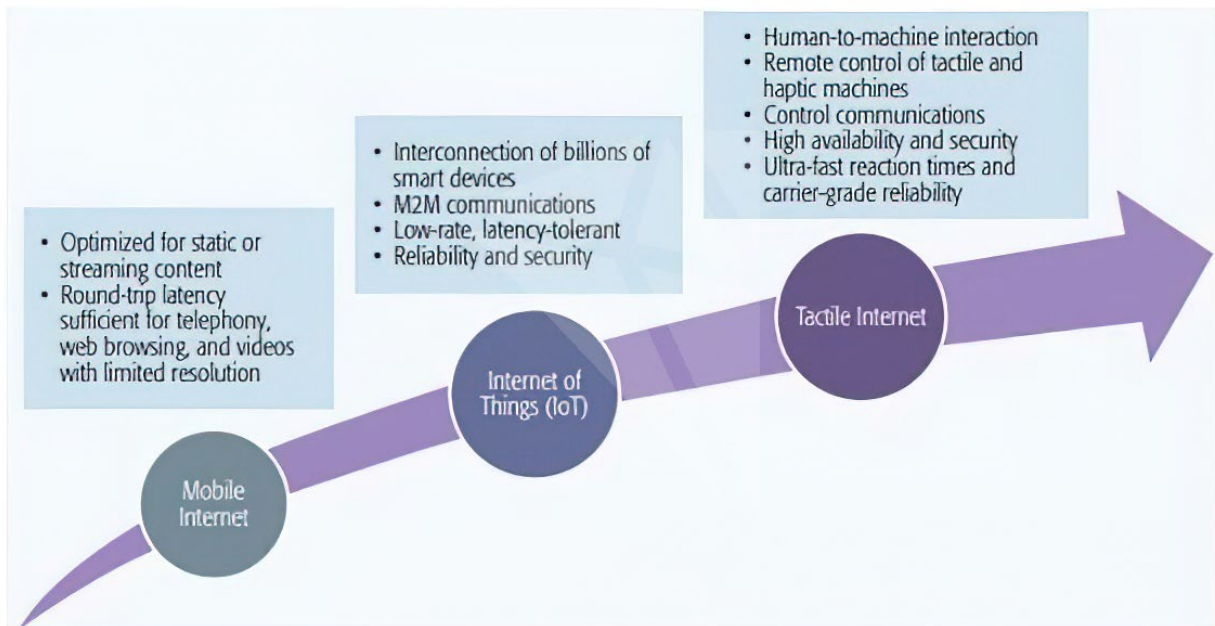 • Human-to-machine interaction
• Remote control of tactile and
haptic machines
• Control communications
• High availability and security
• Ultra-fast reaction times and
carrier-grade reliability
• Interconnection of billions of
smart devices
• M2M communications
• Low-rate, latency-tolerant
• Reliability and security
• Optimized for static or
streaming content
• Round-trip latency
sufficient for telephony,
web browsing, and videos
with limited resolution
Tactile Internet
Internet of
Things (IoT)
Mobile
Internet